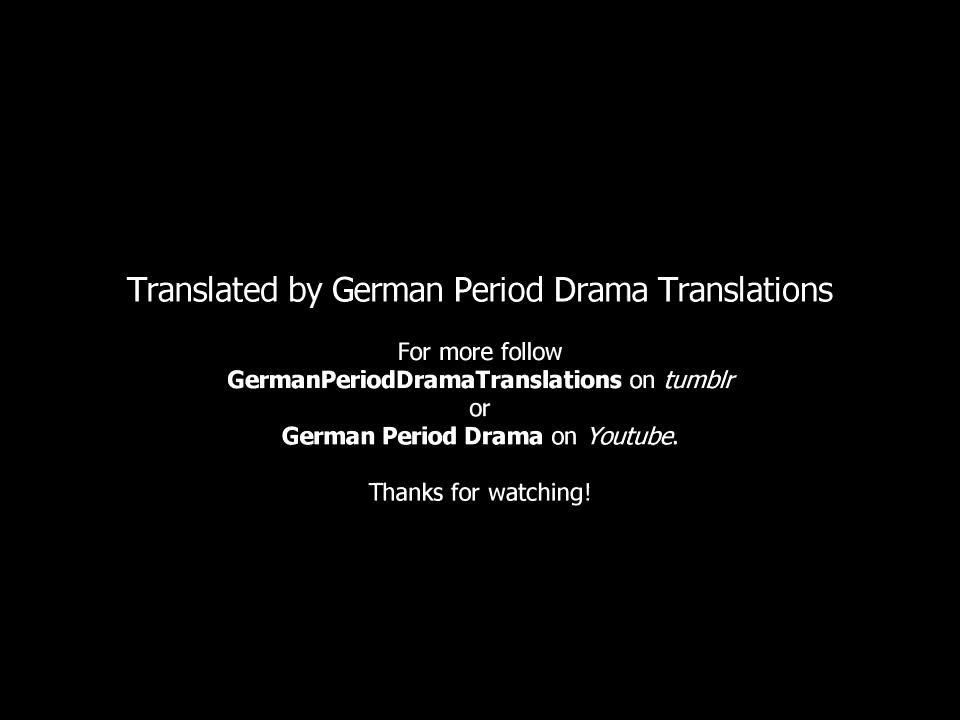 Translated by German Period Drama Translations
For more follow
GermanPeriodDramaTranslations on tumblr
or
German Period Drama on Youtube.
Thanks for watching!